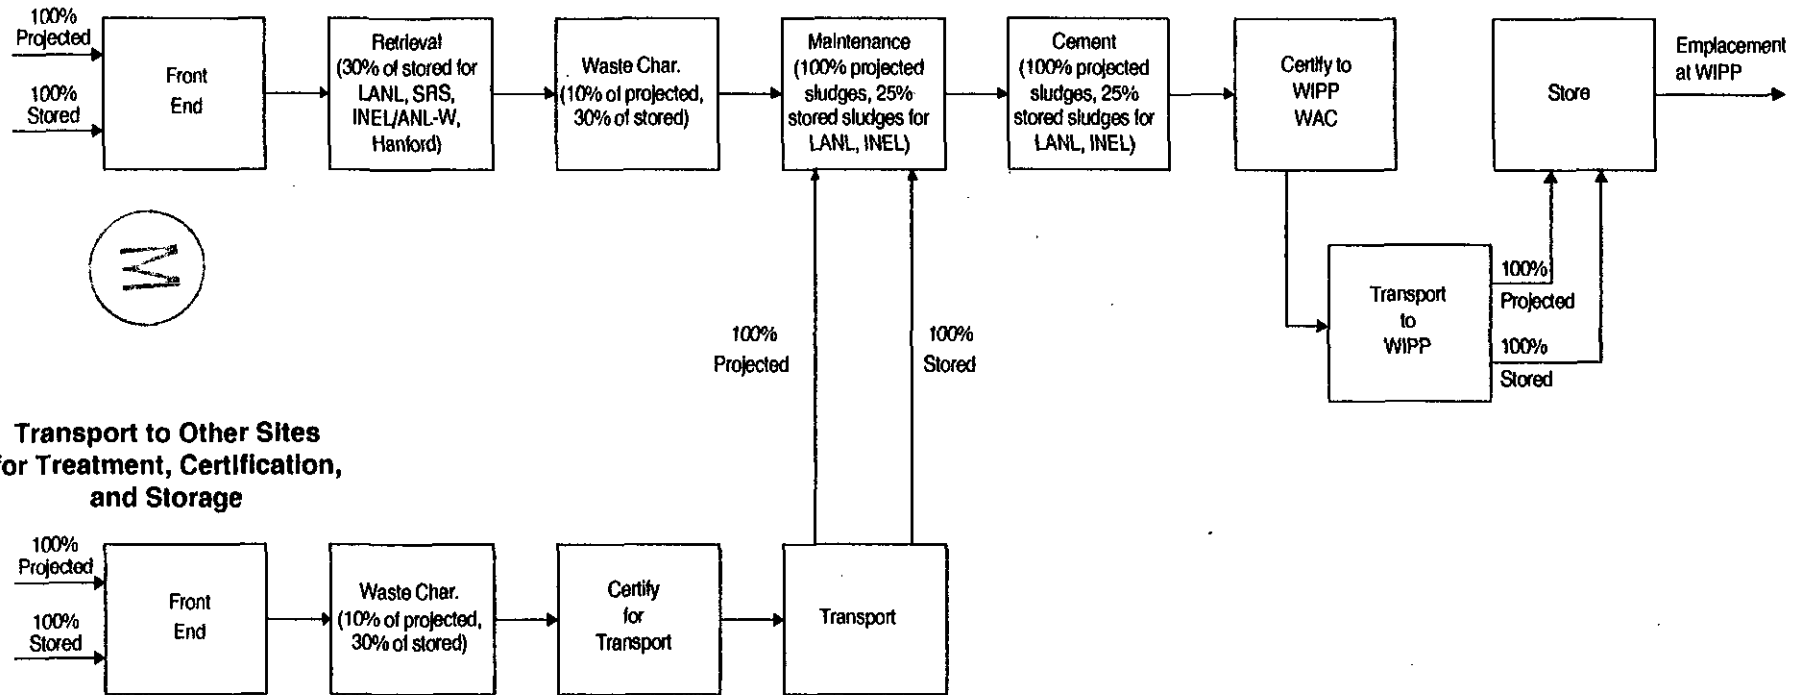 100%
Projected
100%
Stored
Front
End
Retrieval
(30% of stored for
LANL, SRS,
INEL/ANL-W,
Hanford)
Waste Char.
(10% of projected,
30% of stored)
Maintenance
(100% projected
sludges, 25%
stored sludges for
LANL, INEL)
Cement
(100% projected
sludges, 25%
stored sludges for
LANL, INEL)
Certify to
WIPP
WAC
Store
Emplacement
at WIPP
M
Transport
to
WIPP
100%
Projected
100%
Stored
100%
Projected
100%
Stored
Transport to Other Sites
for Treatment, Certification,
and Storage
100%
Projected
100%
Stored
Front
End
Waste Char.
(10% of projected,
30% of stored)
Certify
for
Transport
Transport